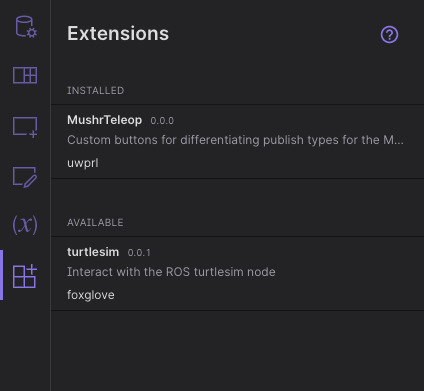 Extensions
INSTALLED
MushrTeleop 0.0.0
Custom buttons for differentiating publish types for the M...
uwprl
AVAILABLE
turtlesim 0.0.1
Interact with the ROS turtlesim node
foxglove
(x)